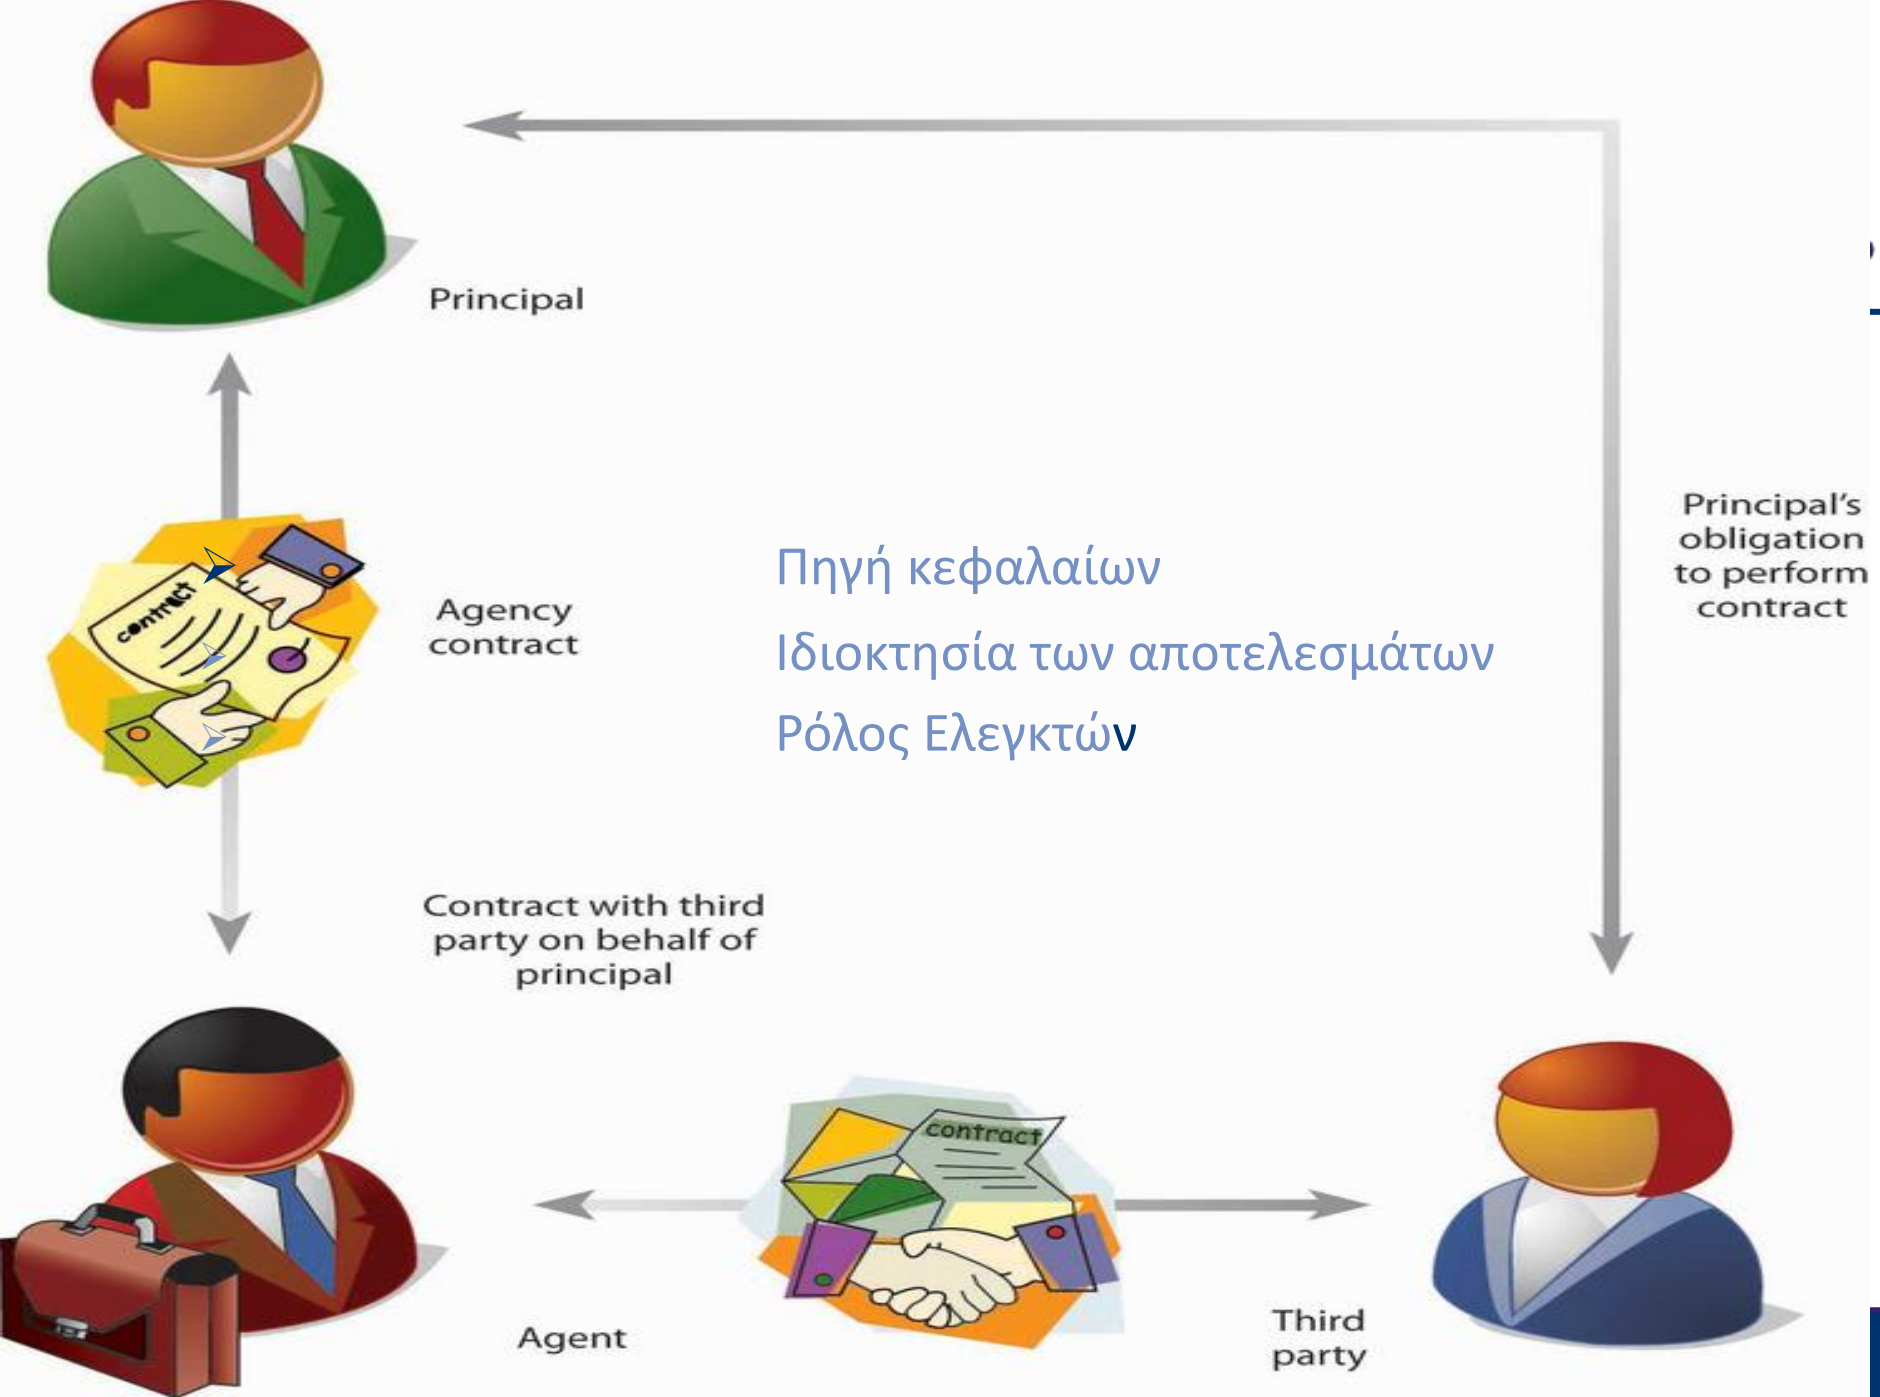 Principal
Principal's
obligation
to perform
contract
contract
Agency
contract
Πηγή κεφαλαίων
Ιδιοκτησία των αποτελεσμάτων
Ρόλος Ελεγκτών
Contract with third
party on behalf of
principal
contract
Agent
Third
party